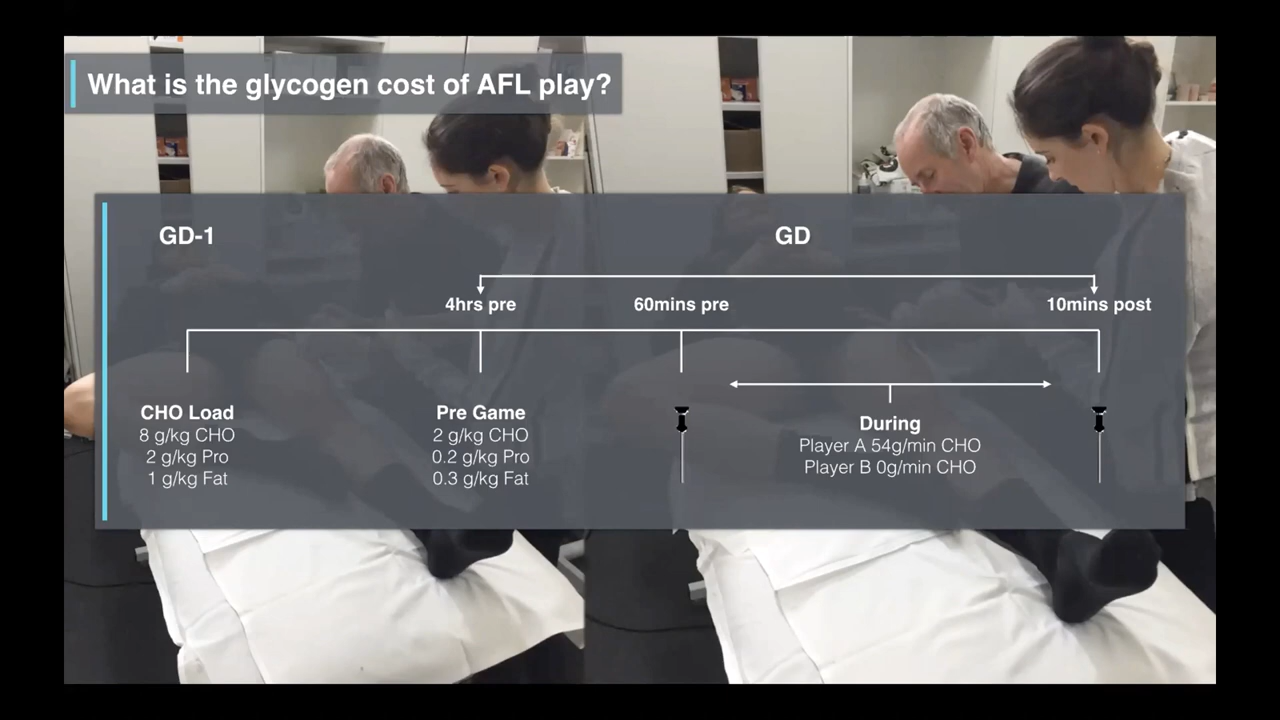 What is the glycogen cost of AFL play?
GD-1
GD
4hrs pre
60mins pre
10mins post
CHO Load
8 g/kg CHO
2 g/kg Pro
1 g/kg Fat
Pre Game
2 g/kg CHO
0.2 g/kg Pro
0.3 g/kg Fat
During
Player A 54g/min CHO
Player B 0g/min CHO